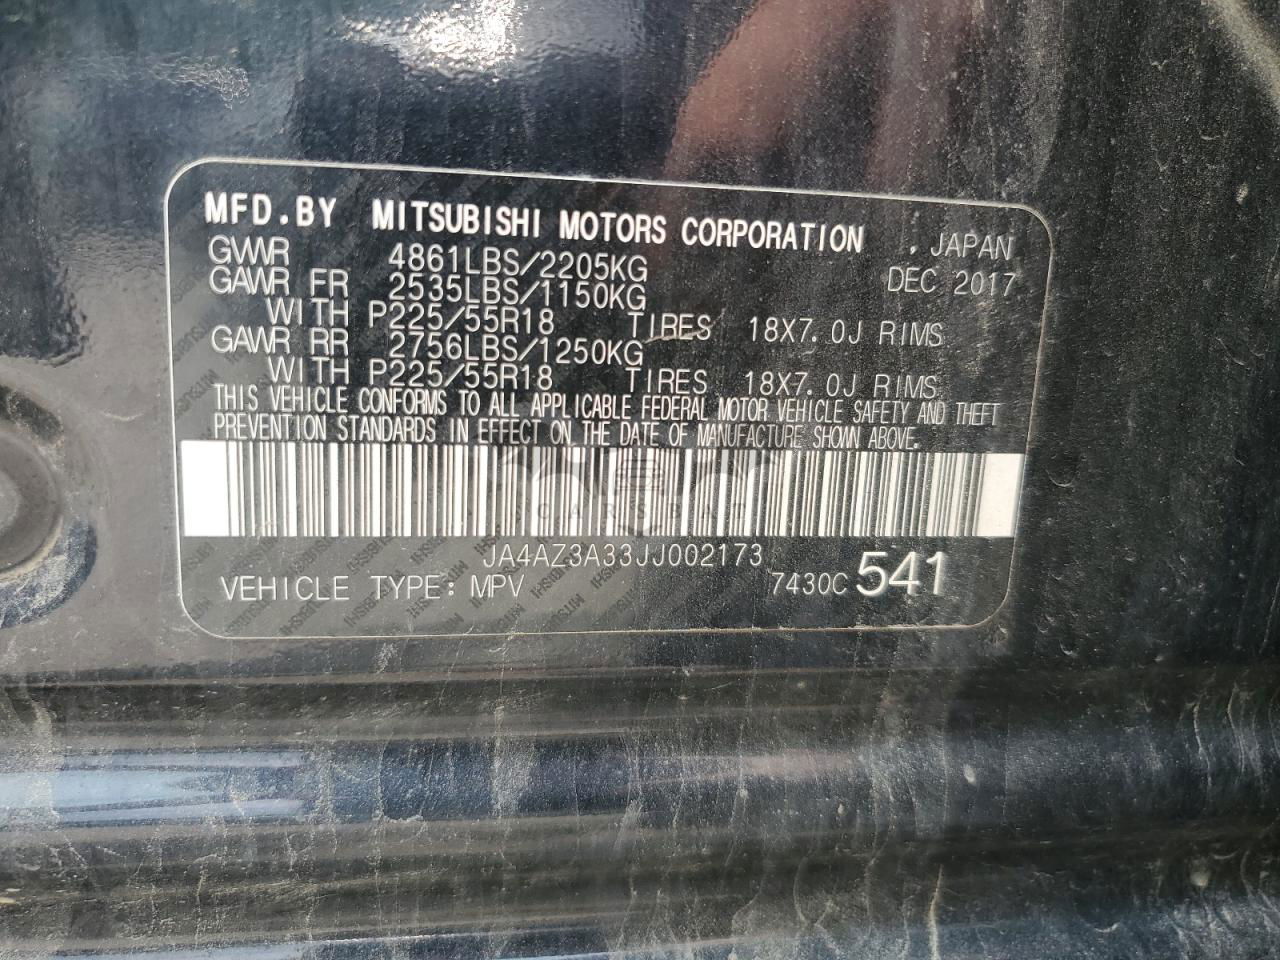 MFD.BY MITSUBISHI MOTORS CORPORATION , JAPAN
GWWR 4861LBS/2205KG DEC 2017
GAWR FR 2535LBS/1150KG
WITH P225/55R18 TIRES 18X7.0J RIMS
GAWR RR 2756LBS/1250KG
WITH P225/55R18 TIRES 18X7.0J RIMS
THIS VEHICLE CONFORMS TO ALL APPLICABLE FEDERAL MOTOR VEHICLE SAFETY AND THEFT
PREVENTION STANDARDS IN EFFECT ON THE DATE OF MANUFACTURE SHOWN ABOVE.
JA4AZ3A33JJ002173
VEHICLE TYPE: MPV 7430C 541